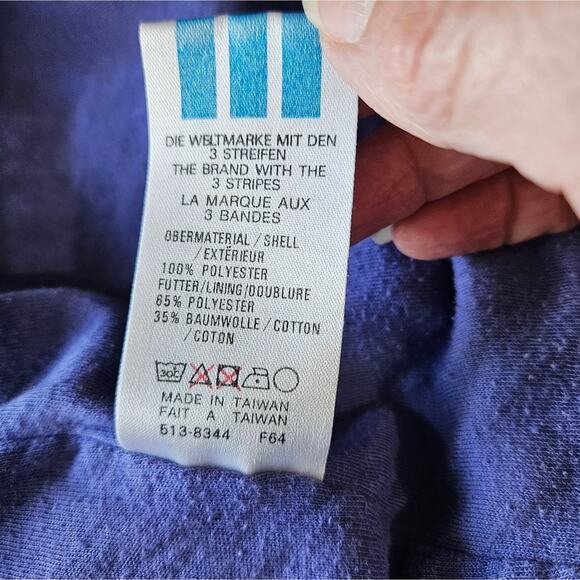 DIE WELTMARKE MIT DEN
3 STREIFEN
THE BRAND WITH THE
3 STRIPES
LA MARQUE AUX
3 BANDES
OBERMATERIAL/SHELL
/EXTÉRIEUR
100% POLYESTER
FUTTER/LINING/DOUBLURE
65% POLYESTER
35% BAUMWOLLE/COTTON
/COTON
30C
MADE IN TAIWAN
FAIT A TAIWAN
513-8344 F64